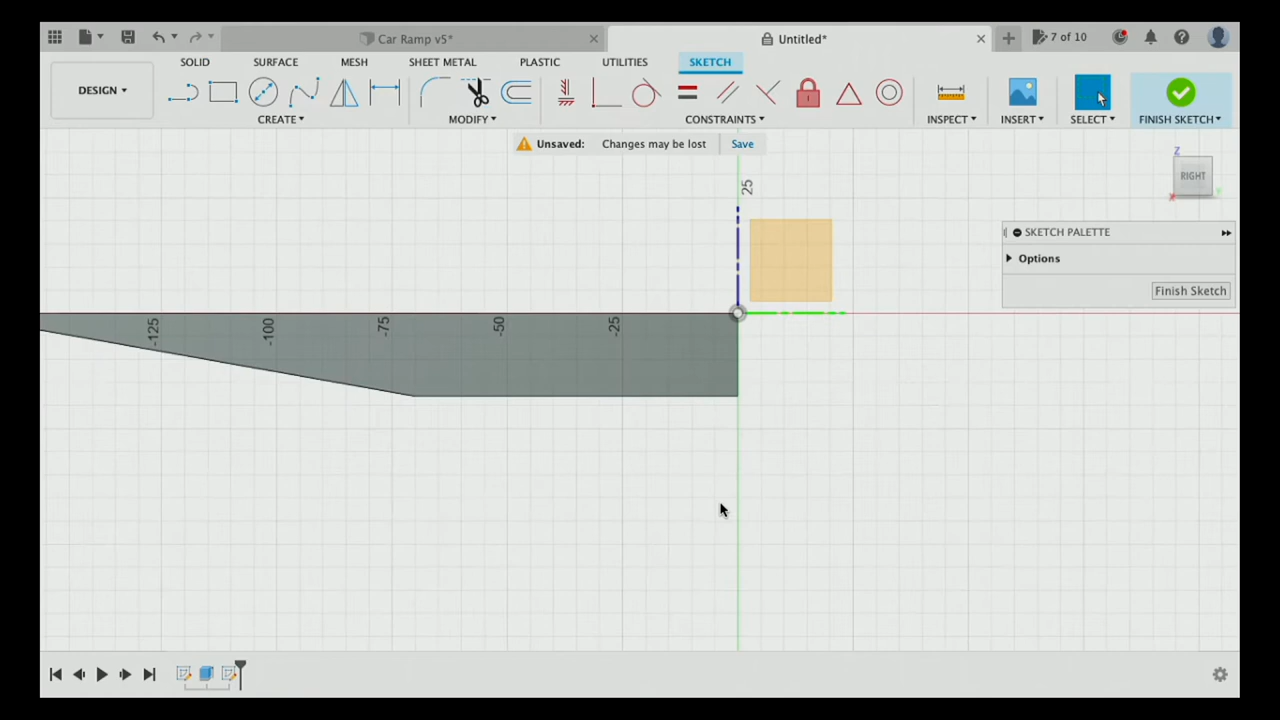 Car Ramp v5*
Untitled*
7 of 10
SOLID SURFACE MESH SHEET METAL PLASTIC UTILITIES SKETCH
DESIGN
CREATE MODIFY CONSTRAINTS INSPECT INSERT SELECT FINISH SKETCH
Unsaved: Changes may be lost Save
Z
RIGHT
X Y
25
SKETCH PALETTE
Options
Finish Sketch
-125 -100 -75 -50 -25